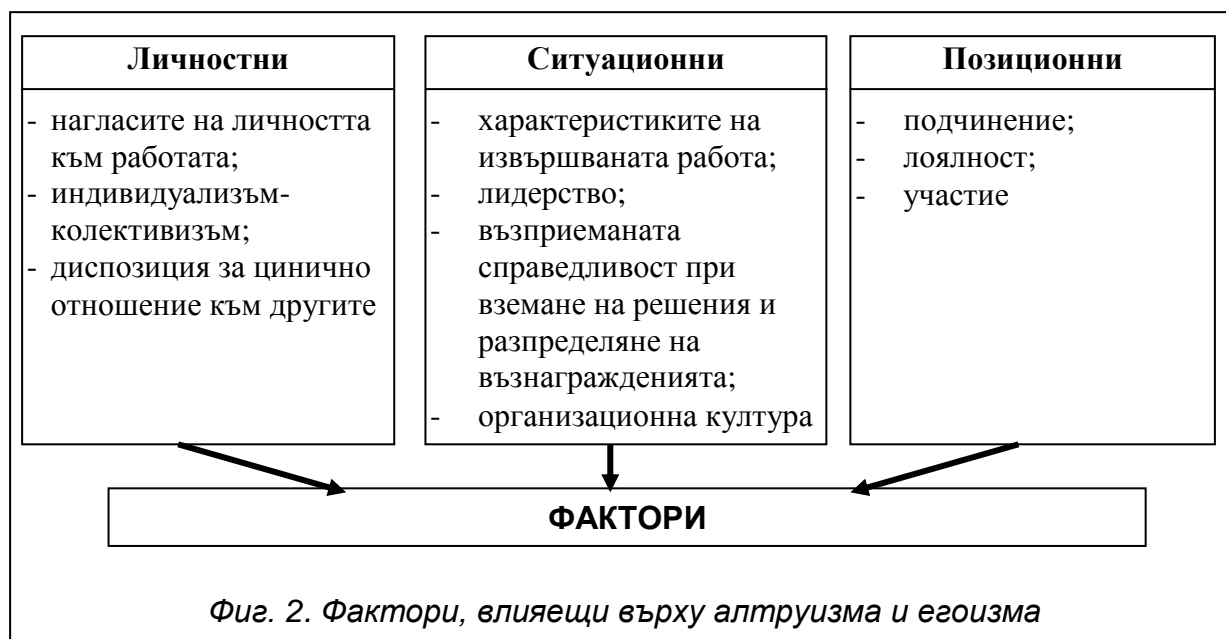 Личностни
- нагласите на личността
към работата;
- индивидуализъм-
колективизъм;
- диспозиция за цинично
отношение към другите
Ситуационни
- характеристиките на
извършваната работа;
- лидерство;
- възприеманата
справедливост при
вземане на решения и
разпределяне на
възнагражденията;
- организационна култура
Позиционни
- подчинение;
- лоялност;
- участие
ФАКТОРИ
Фиг. 2. Фактори, влияещи върху алтруизма и егоизма